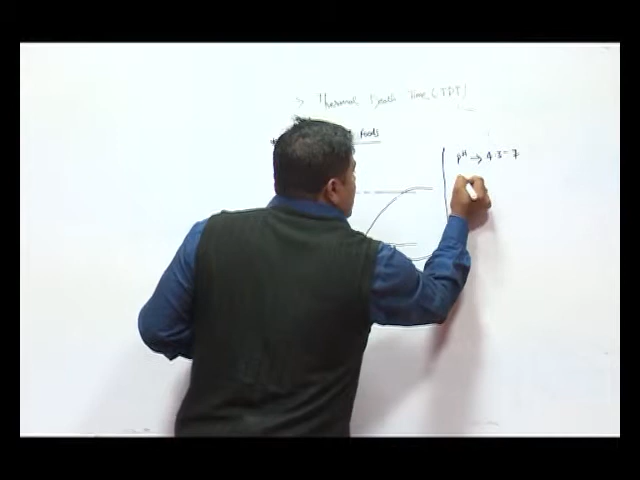 > Thermal Death Time (TDT)
Foods
pH → 4.5 - 7